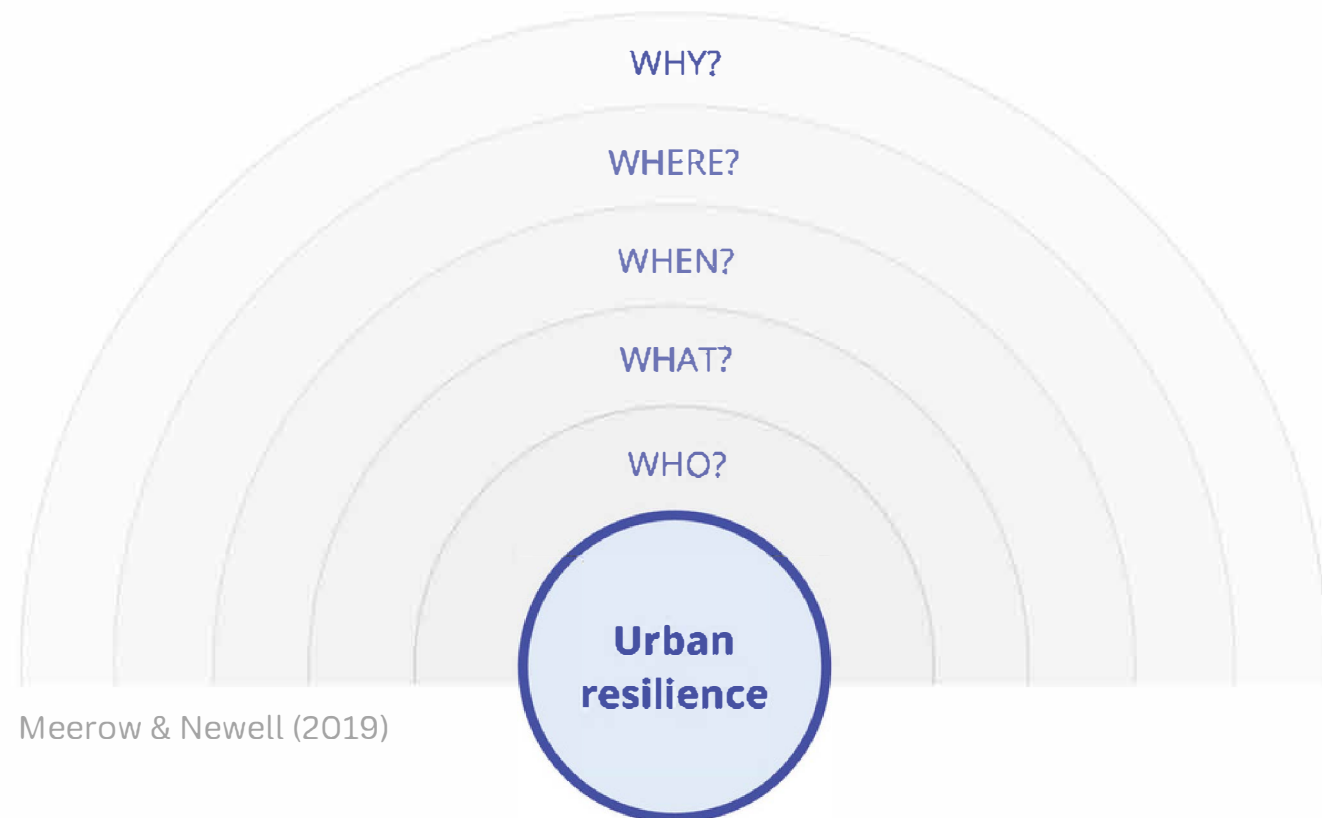 WHY?
WHERE?
WHEN?
WHAT?
WHO?
Urban
resilience
Meerow & Newell (2019)